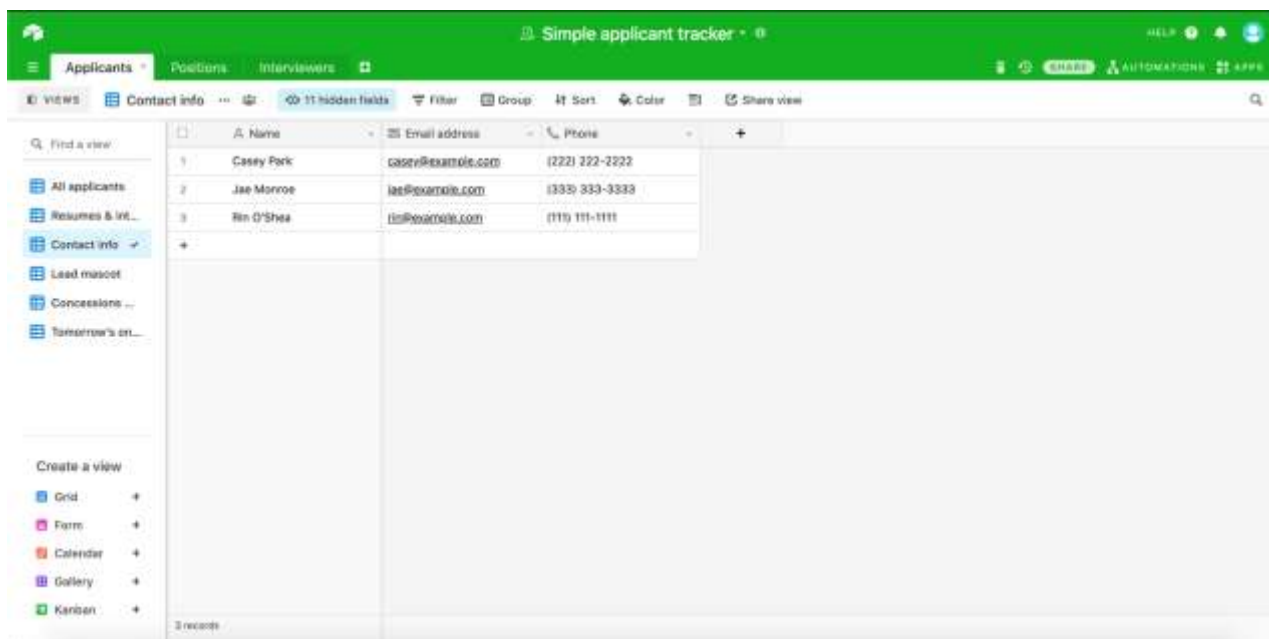 Simple applicant tracker
HELP
Applicants Positions Interviewers
SHARE AUTOMATIONS APPS
VIEWS Contact info ... 11 hidden fields Filter Group Sort Color Share view
Find a view
All applicants
Resumes & int...
Contact info
Lead mascot
Concessions ...
Tomorrow's on...
Name Email address Phone +
1 Casey Park casey@example.com (222) 222-2222
2 Jae Monroe jae@example.com (333) 333-3333
3 Rin O'Shea rin@example.com (111) 111-1111
+
Create a view
Grid +
Form +
Calendar +
Gallery +
Kanban +
3 records